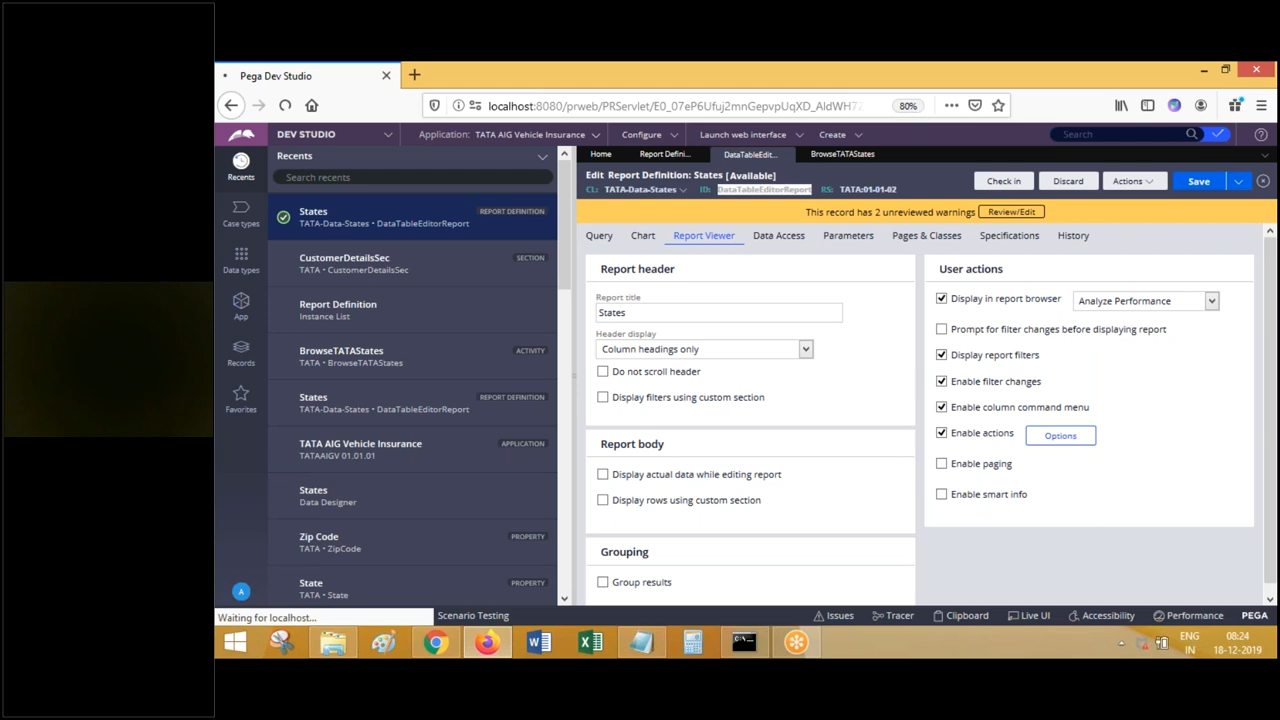 Pega Dev Studio
localhost:8080/prweb/PRServlet/E0_07eP6Ufuj2mnGepvpUqXD_AIdWH7Z
80%
DEV STUDIO
Application: TATA AIG Vehicle Insurance
Configure
Launch web interface
Create
Search
Recents
Recents
Search recents
Case types
Data types
App
Records
Favorites
A
States
REPORT DEFINITION
TATA-Data-States • DataTableEditorReport
CustomerDetailsSec
SECTION
TATA • CustomerDetailsSec
Report Definition
Instance List
BrowseTATAStates
ACTIVITY
TATA • BrowseTATAStates
States
REPORT DEFINITION
TATA-Data-States • DataTableEditorReport
TATA AIG Vehicle Insurance
APPLICATION
TATAAIGV 01.01.01
States
Data Designer
Zip Code
PROPERTY
TATA • ZipCode
State
PROPERTY
TATA • State
Home
Report Defini...
DataTableEdit...
BrowseTATAStates
Edit Report Definition: States [Available]
CL: TATA-Data-States
ID: DataTableEditorReport
RS: TATA:01-01-02
Check in
Discard
Actions
Save
This record has 2 unreviewed warnings
Review/Edit
Query
Chart
Report Viewer
Data Access
Parameters
Pages & Classes
Specifications
History
Report header
Report title
States
Header display
Column headings only
Do not scroll header
Display filters using custom section
Report body
Display actual data while editing report
Display rows using custom section
Grouping
Group results
User actions
Display in report browser
Analyze Performance
Prompt for filter changes before displaying report
Display report filters
Enable filter changes
Enable column command menu
Enable actions
Options
Enable paging
Enable smart info
Waiting for localhost...
Scenario Testing
Issues
Tracer
Clipboard
Live UI
Accessibility
Performance
PEGA
ENG
IN
08:24
18-12-2019